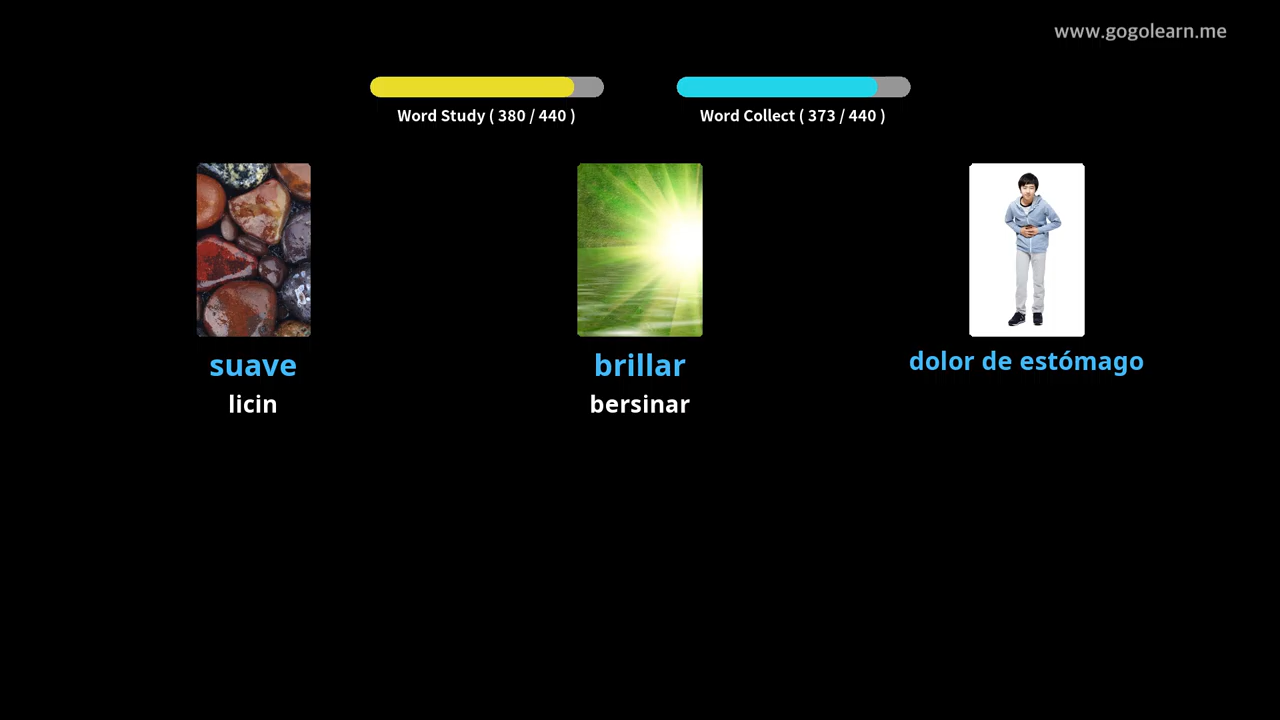 www.gogolearn.me
Word Study ( 380 / 440 )
Word Collect ( 373 / 440 )
suave
licin
brillar
bersinar
dolor de estómago